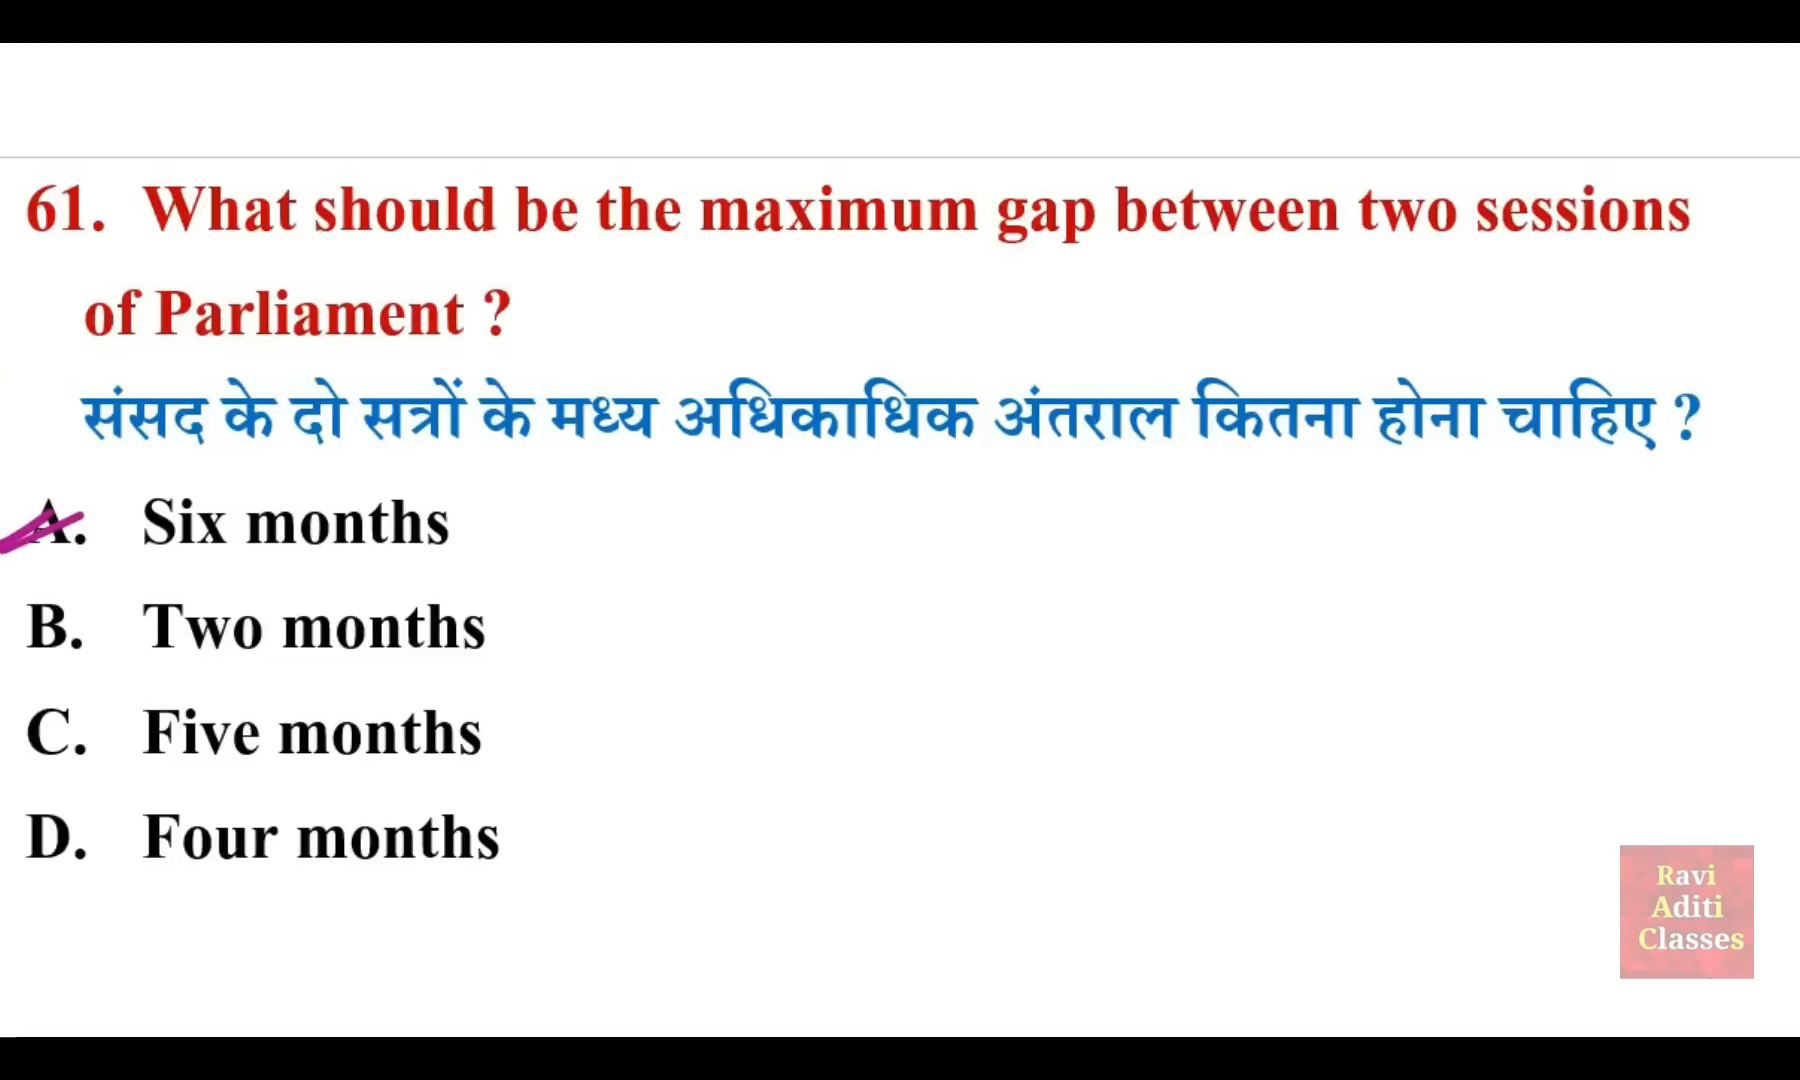 61. What should be the maximum gap between two sessions
of Parliament ?
संसद के दो सत्रों के मध्य अधिकाधिक अंतराल कितना होना चाहिए ?
A. Six months
B. Two months
C. Five months
D. Four months
Ravi
Aditi
Classes